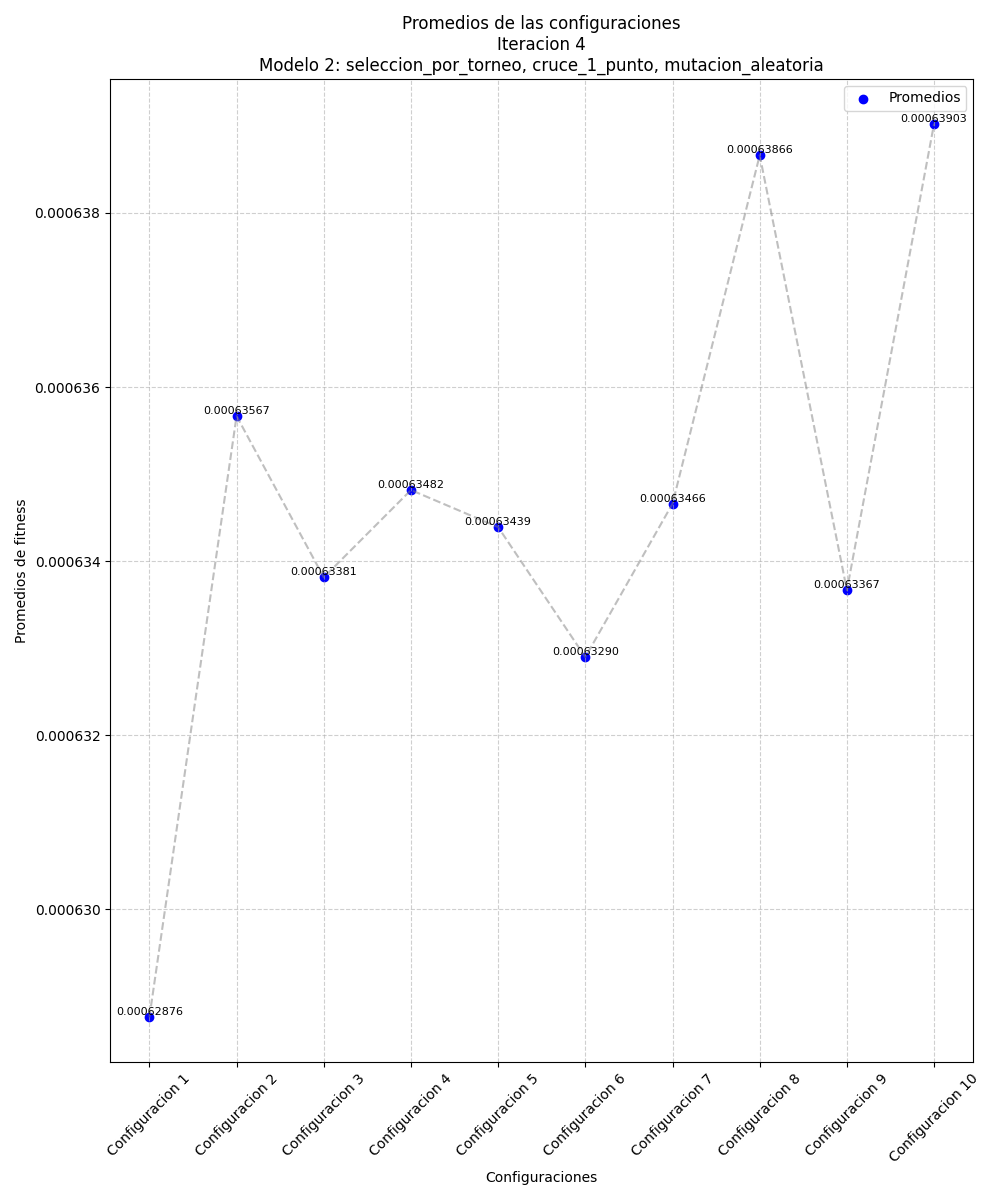 Promedios de las configuraciones
Iteracion 4
Modelo 2: seleccion_por_torneo, cruce_1_punto, mutacion_aleatoria
Promedios
0.00063903
0.00063866
0.000638
0.000636
0.00063567
0.00063482
0.00063466
0.00063439
0.000634
0.00063381
0.00063367
0.00063290
0.000632
0.000630
0.00062876
Promedios de fitness
Configuracion 1
Configuracion 2
Configuracion 3
Configuracion 4
Configuracion 5
Configuracion 6
Configuracion 7
Configuracion 8
Configuracion 9
Configuracion 10
Configuraciones